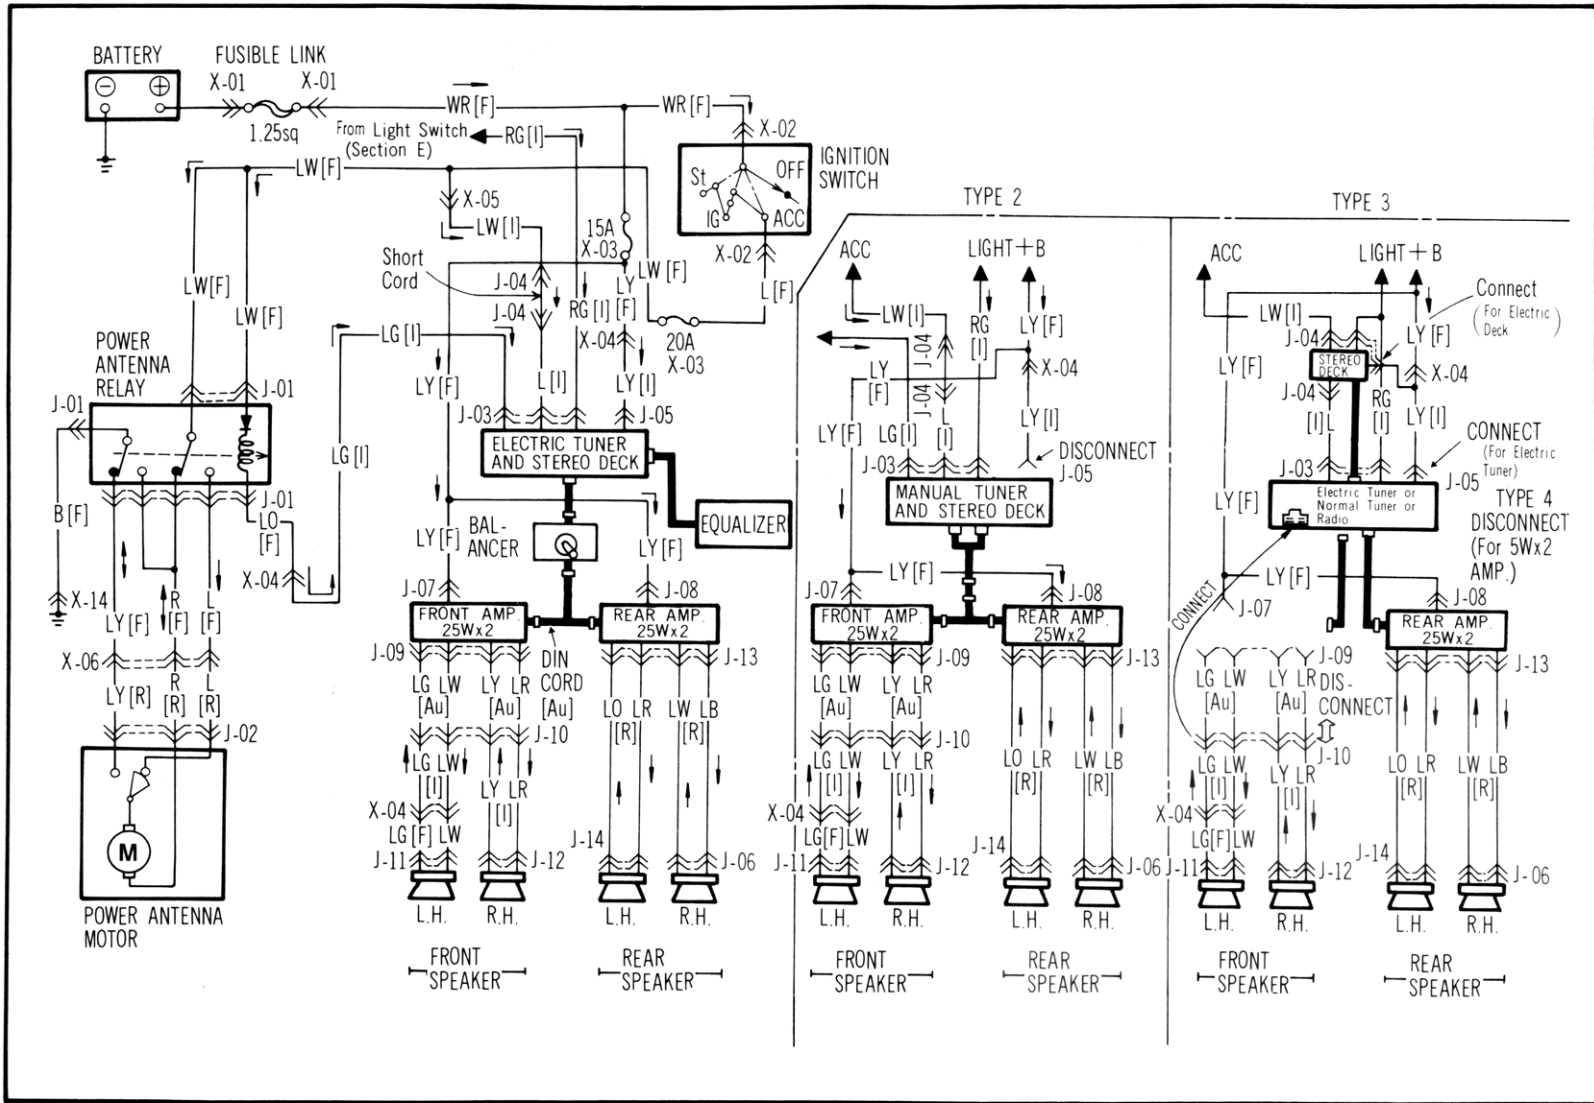 BATTERY
FUSIBLE LINK
X-01
X-01
1.25sq
WR[F]
WR[F]
X-02
From Light Switch
(Section E)
RG[I]
IGNITION
SWITCH
St
OFF
IG
ACC
X-02
L[F]
LW[F]
X-05
LW[I]
15A
X-03
Short
Cord
J-04
J-04
RG[I]
LY
[F]
LW[F]
20A
X-03
LW[F]
LW[F]
LG[I]
X-04
POWER
ANTENNA
RELAY
J-01
J-01
LY[F]
L[I]
LY[I]
J-03
J-05
ELECTRIC TUNER
AND STEREO DECK
EQUALIZER
BAL-
ANCER
J-01
LG[I]
B[F]
LO
[F]
X-04
X-14
LY[F]
R
[F]
L
[F]
X-06
LY[R]
R
[R]
L
[R]
J-02
M
POWER ANTENNA
MOTOR
LY[F]
LY[F]
J-07
J-08
FRONT AMP.
25Wx2
REAR AMP.
25Wx2
J-09
DIN
CORD
[Au]
J-13
LG LW
[Au]
LY LR
[Au]
J-10
LG LW
[I]
LY LR
[I]
X-04
LG[F] LW
LO LR
[R]
LW LB
[R]
J-11
J-12
J-14
J-06
L.H.
R.H.
L.H.
R.H.
FRONT
SPEAKER
REAR
SPEAKER
TYPE 2
ACC
LIGHT+B
LW[I]
RG
[I]
LY[F]
J-04
J-04
LY
[F]
X-04
LY[F]
LG[I]
L
[I]
LY[I]
DISCONNECT
J-03
J-05
MANUAL TUNER
AND STEREO DECK
LY[F]
J-07
J-08
FRONT AMP.
25Wx2
REAR AMP.
25Wx2
J-09
J-13
LG LW
[Au]
LY LR
[Au]
J-10
LG LW
[I]
LY LR
[I]
X-04
LG[F]LW
LO LR
[R]
LW LB
[R]
J-11
J-12
J-14
J-06
L.H.
R.H.
L.H.
R.H.
FRONT
SPEAKER
REAR
SPEAKER
TYPE 3
ACC
LIGHT+B
Connect
(For Electric
Deck)
LW[I]
J-04
LY[F]
LY[F]
STEREO
DECK
X-04
J-04
[I]L
RG
[I]
LY[I]
CONNECT
(For Electric
Tuner)
J-03
J-05
Electric Tuner or
Normal Tuner or
Radio
TYPE 4
DISCONNECT
(For 5Wx2
AMP.)
LY[F]
LY[F]
CONNECT
J-07
J-08
REAR AMP.
25Wx2
J-09
J-13
LG LW
[Au]
LY LR
[Au]
DIS-
CONNECT
J-10
LG LW
[I]
LY LR
[I]
X-04
LG[F]LW
LO LR
[R]
LW LB
[R]
J-11
J-12
J-14
J-06
L.H.
R.H.
L.H.
R.H.
FRONT
SPEAKER
REAR
SPEAKER